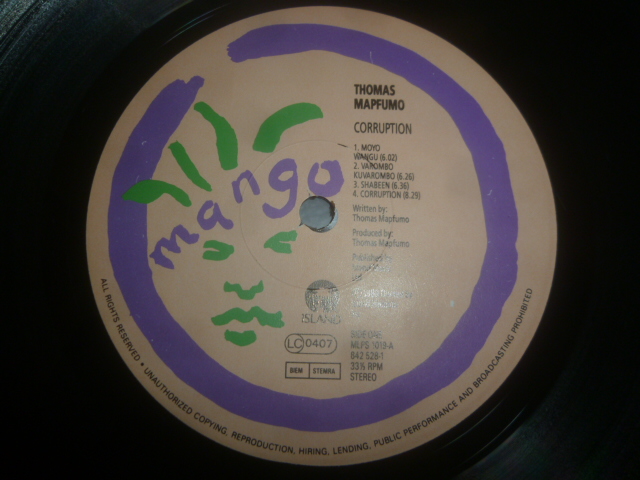 mango
THOMAS
MAPFUMO
CORRUPTION
1. MOYO
WANGU (6.02)
2. VAROMBO
KUVAROMBO (6.26)
3. SHABEEN (6.36)
4. CORRUPTION (8.29)
Written by:
Thomas Mapfumo
Produced by:
Thomas Mapfumo
Published by:
ISLAND
LC 0407
BIEM STEMRA
SIDE ONE
MLPS 1019-A
842 528-1
33⅓ RPM
STEREO
ALL RIGHTS RESERVED • UNAUTHORIZED COPYING, REPRODUCTION, HIRING, LENDING, PUBLIC PERFORMANCE AND BROADCASTING PROHIBITED